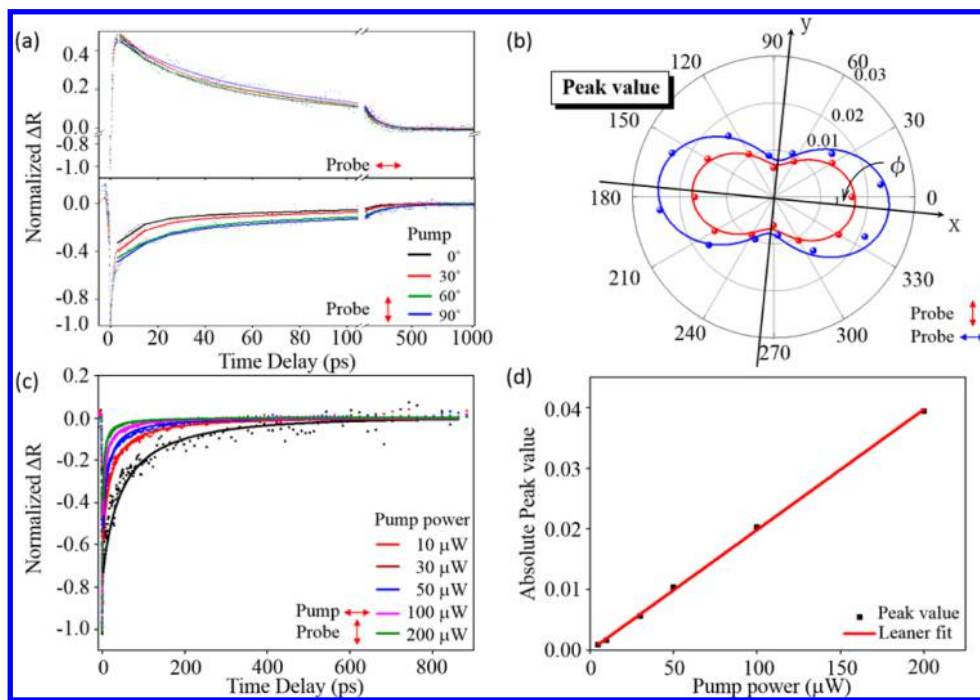 (a)
0.4
0.2
0.0
-0.8
-1.0
Probe
0.0
-0.4
-0.8
-1.0
Normalized ΔR
Pump
0°
30°
60°
90°
Probe
0 20 40 60 80 100 500 1000
Time Delay (ps)
(b)
y
90
120 60
0.03
Peak value
0.02
150 30
0.01
ϕ
180 0
x
210 330
240 300
270
Probe
Probe
(c)
0.2
0.0
-0.2
-0.4
-0.6
-0.8
-1.0
Normalized ΔR
Pump power
10 μW
30 μW
50 μW
100 μW
200 μW
Pump
Probe
0 200 400 600 800
Time Delay (ps)
(d)
0.04
0.03
0.02
0.01
0.00
Absolute Peak value
Peak value
Leaner fit
0 50 100 150 200
Pump power (μW)